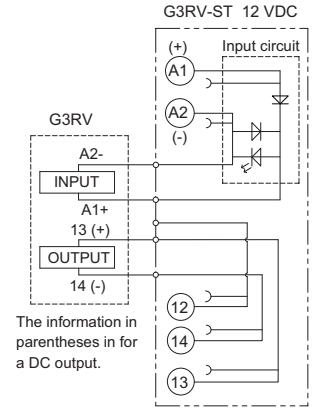 G3RV-ST 12 VDC
(+)
Input circuit
A1
A2
(-)
G3RV
A2-
INPUT
A1+
13 (+)
OUTPUT
14 (-)
12
14
13
The information in
parentheses in for
a DC output.